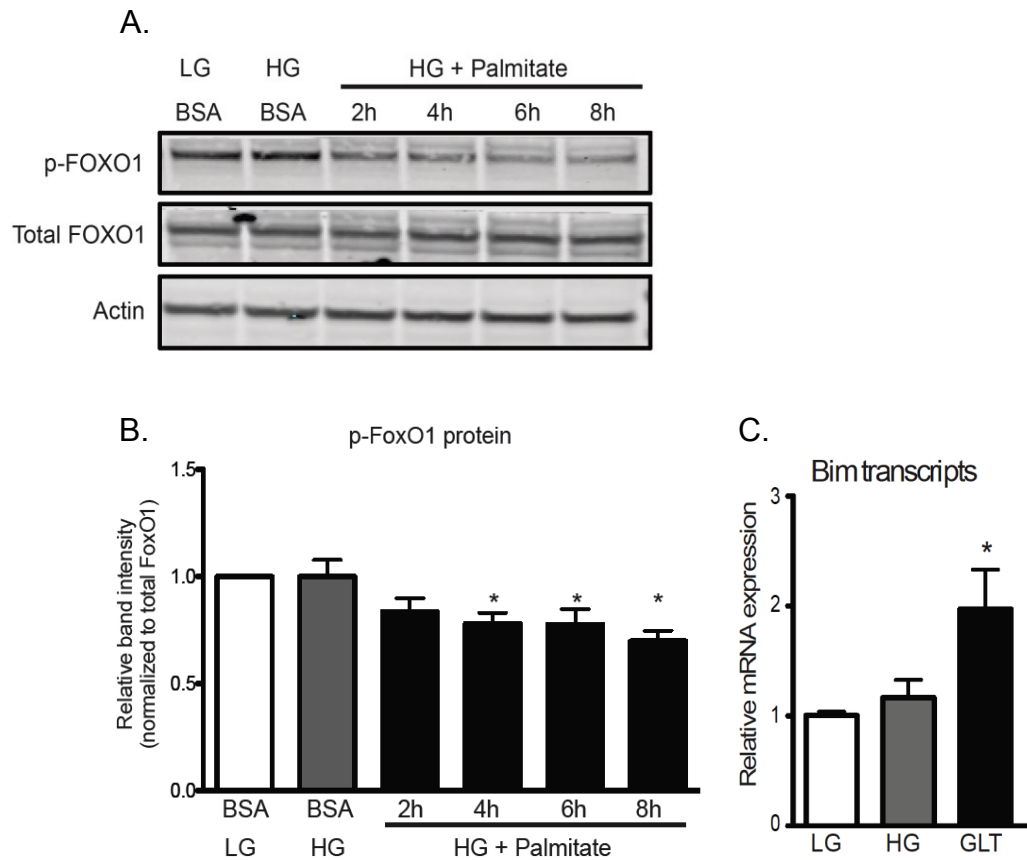 A.
LG HG HG + Palmitate
BSA BSA 2h 4h 6h 8h
p-FOXO1
Total FOXO1
Actin
B.
p-FoxO1 protein
Relative band intensity
(normalized to total FoxO1)
1.5
1.0
0.5
0.0
* * *
BSA BSA 2h 4h 6h 8h
LG HG HG + Palmitate
C.
Bim transcripts
Relative mRNA expression
3
2
1
0
*
LG HG GLT